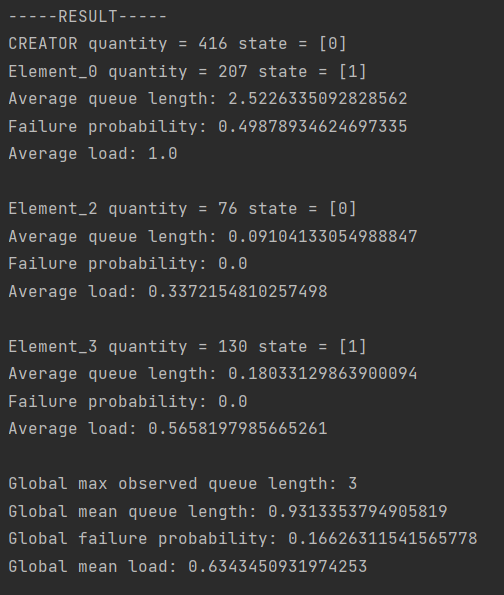 -----RESULT-----
CREATOR quantity = 416 state = [0]
Element_0 quantity = 207 state = [1]
Average queue length: 2.5226335092828562
Failure probability: 0.49878934624697335
Average load: 1.0
Element_2 quantity = 76 state = [0]
Average queue length: 0.09104133054988847
Failure probability: 0.0
Average load: 0.3372154810257498
Element_3 quantity = 130 state = [1]
Average queue length: 0.18033129863900094
Failure probability: 0.0
Average load: 0.5658197985665261
Global max observed queue length: 3
Global mean queue length: 0.9313353794905819
Global failure probability: 0.16626311541565778
Global mean load: 0.6343450931974253